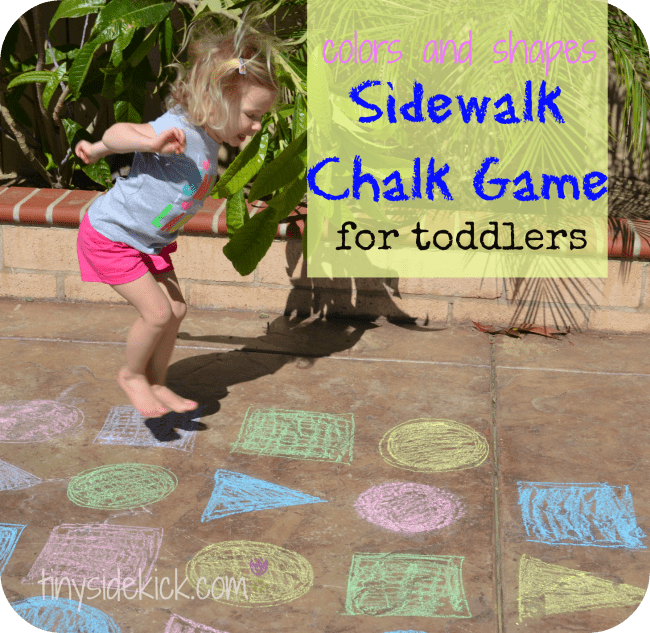 colors and shapes
Sidewalk
Chalk Game
for toddlers
tinysidekick.com